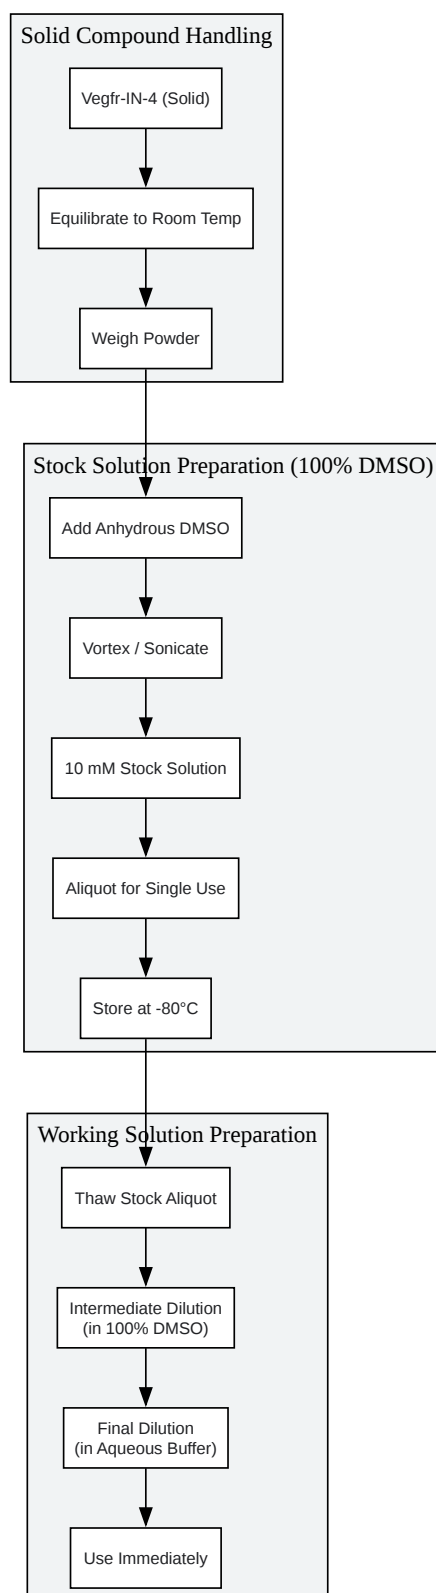 Solid Compound Handling
Vegfr-IN-4 (Solid)
Equilibrate to Room Temp
Weigh Powder
Stock Solution Preparation (100% DMSO)
Add Anhydrous DMSO
Vortex / Sonicate
10 mM Stock Solution
Aliquot for Single Use
Store at -80°C
Working Solution Preparation
Thaw Stock Aliquot
Intermediate Dilution
(in 100% DMSO)
Final Dilution
(in Aqueous Buffer)
Use Immediately